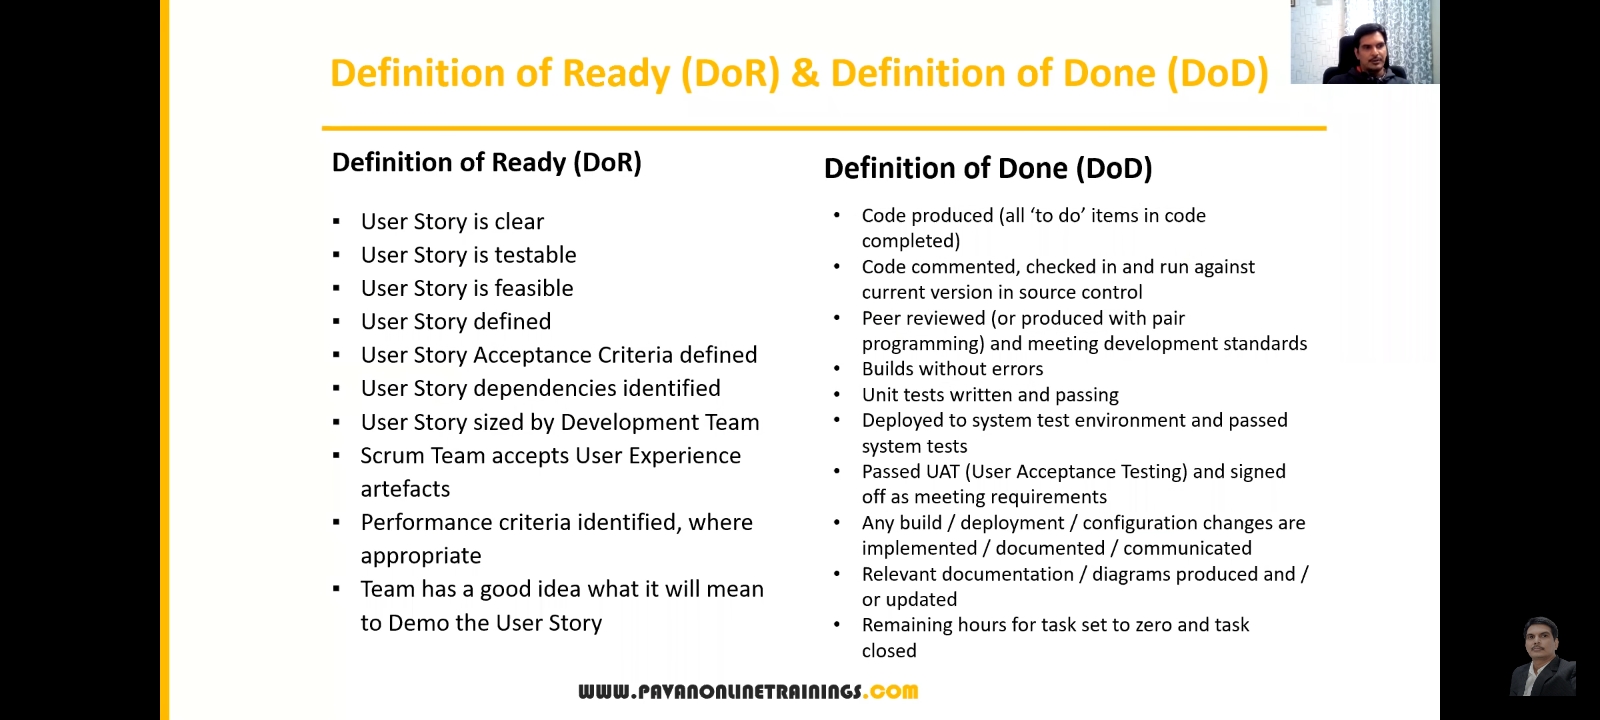 Definition of Ready (DoR) & Definition of Done (DoD)
Definition of Ready (DoR)
▪ User Story is clear
▪ User Story is testable
▪ User Story is feasible
▪ User Story defined
▪ User Story Acceptance Criteria defined
▪ User Story dependencies identified
▪ User Story sized by Development Team
▪ Scrum Team accepts User Experience
artefacts
▪ Performance criteria identified, where
appropriate
▪ Team has a good idea what it will mean
to Demo the User Story
Definition of Done (DoD)
• Code produced (all ‘to do’ items in code
completed)
• Code commented, checked in and run against
current version in source control
• Peer reviewed (or produced with pair
programming) and meeting development standards
• Builds without errors
• Unit tests written and passing
• Deployed to system test environment and passed
system tests
• Passed UAT (User Acceptance Testing) and signed
off as meeting requirements
• Any build / deployment / configuration changes are
implemented / documented / communicated
• Relevant documentation / diagrams produced and /
or updated
• Remaining hours for task set to zero and task
closed
WWW.PAVANONLINETRAININGS.COM